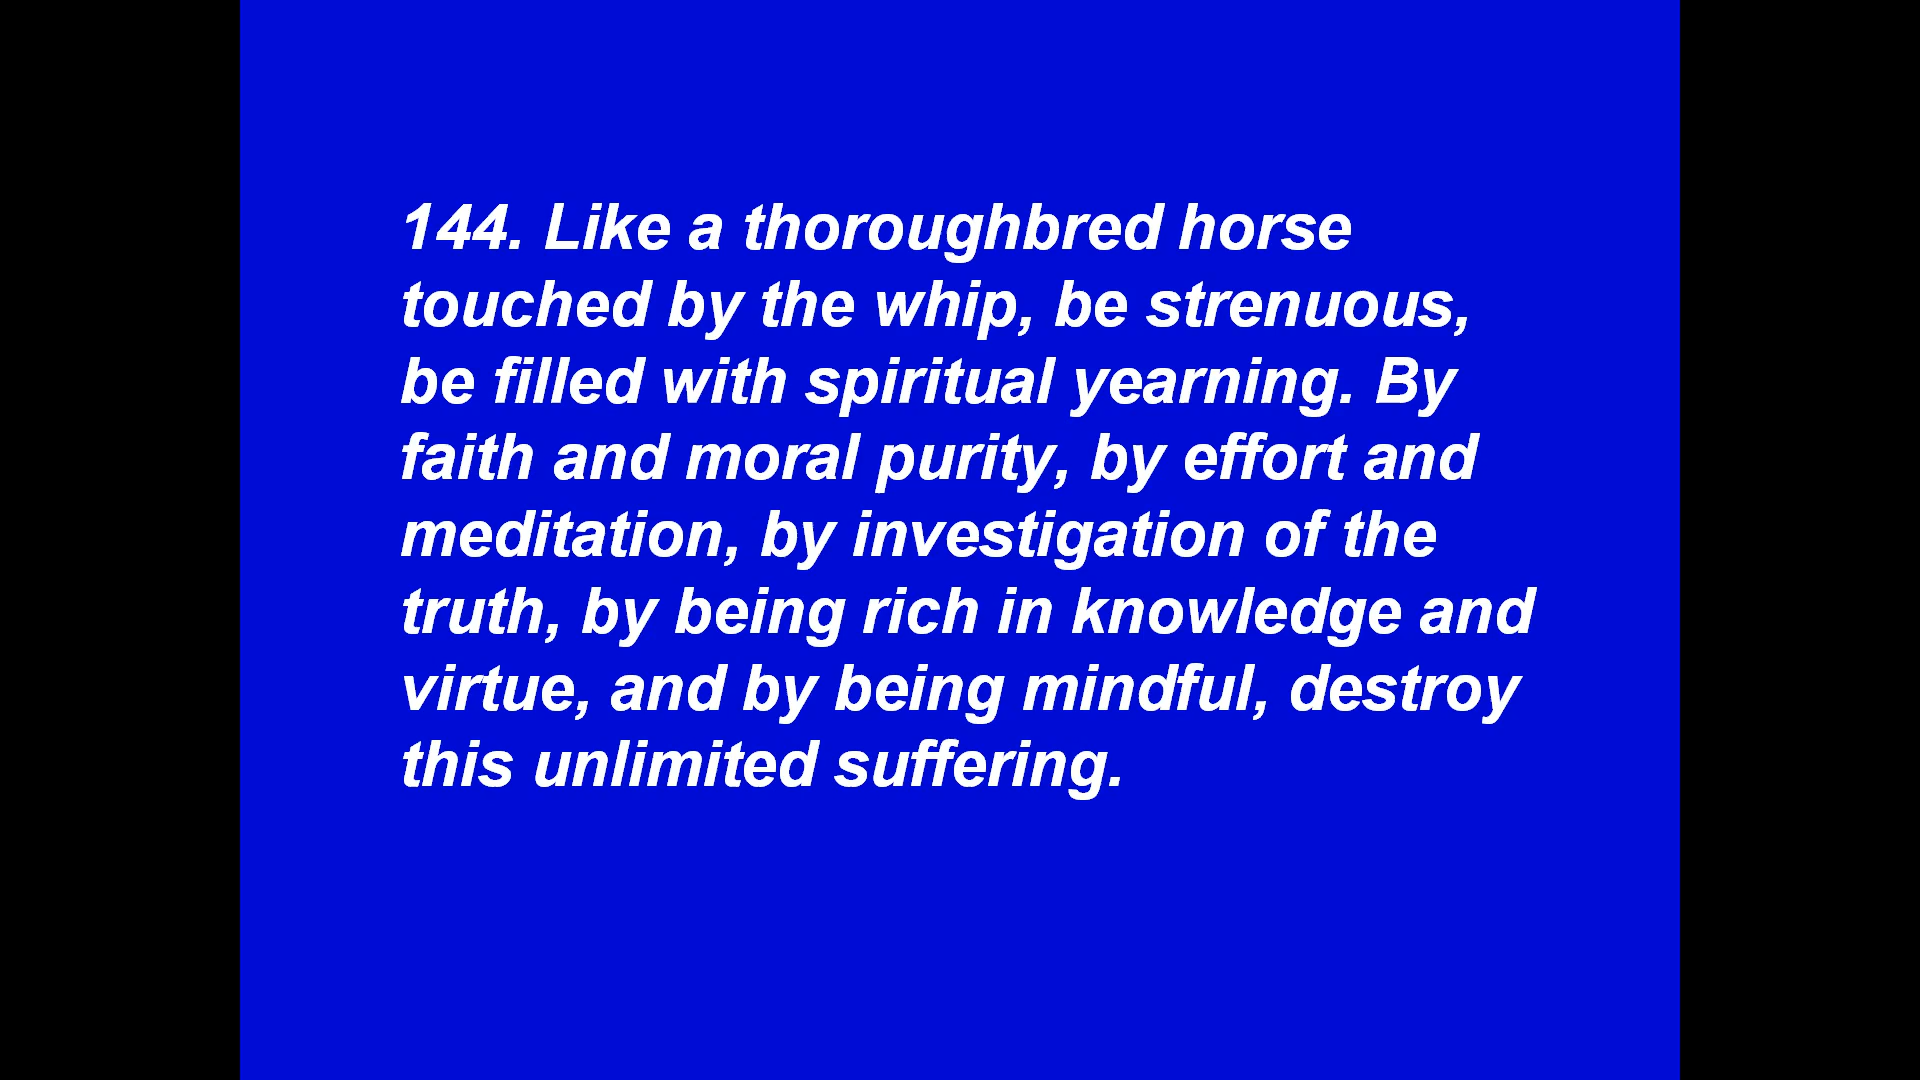 144. Like a thoroughbred horse
touched by the whip, be strenuous,
be filled with spiritual yearning. By
faith and moral purity, by effort and
meditation, by investigation of the
truth, by being rich in knowledge and
virtue, and by being mindful, destroy
this unlimited suffering.